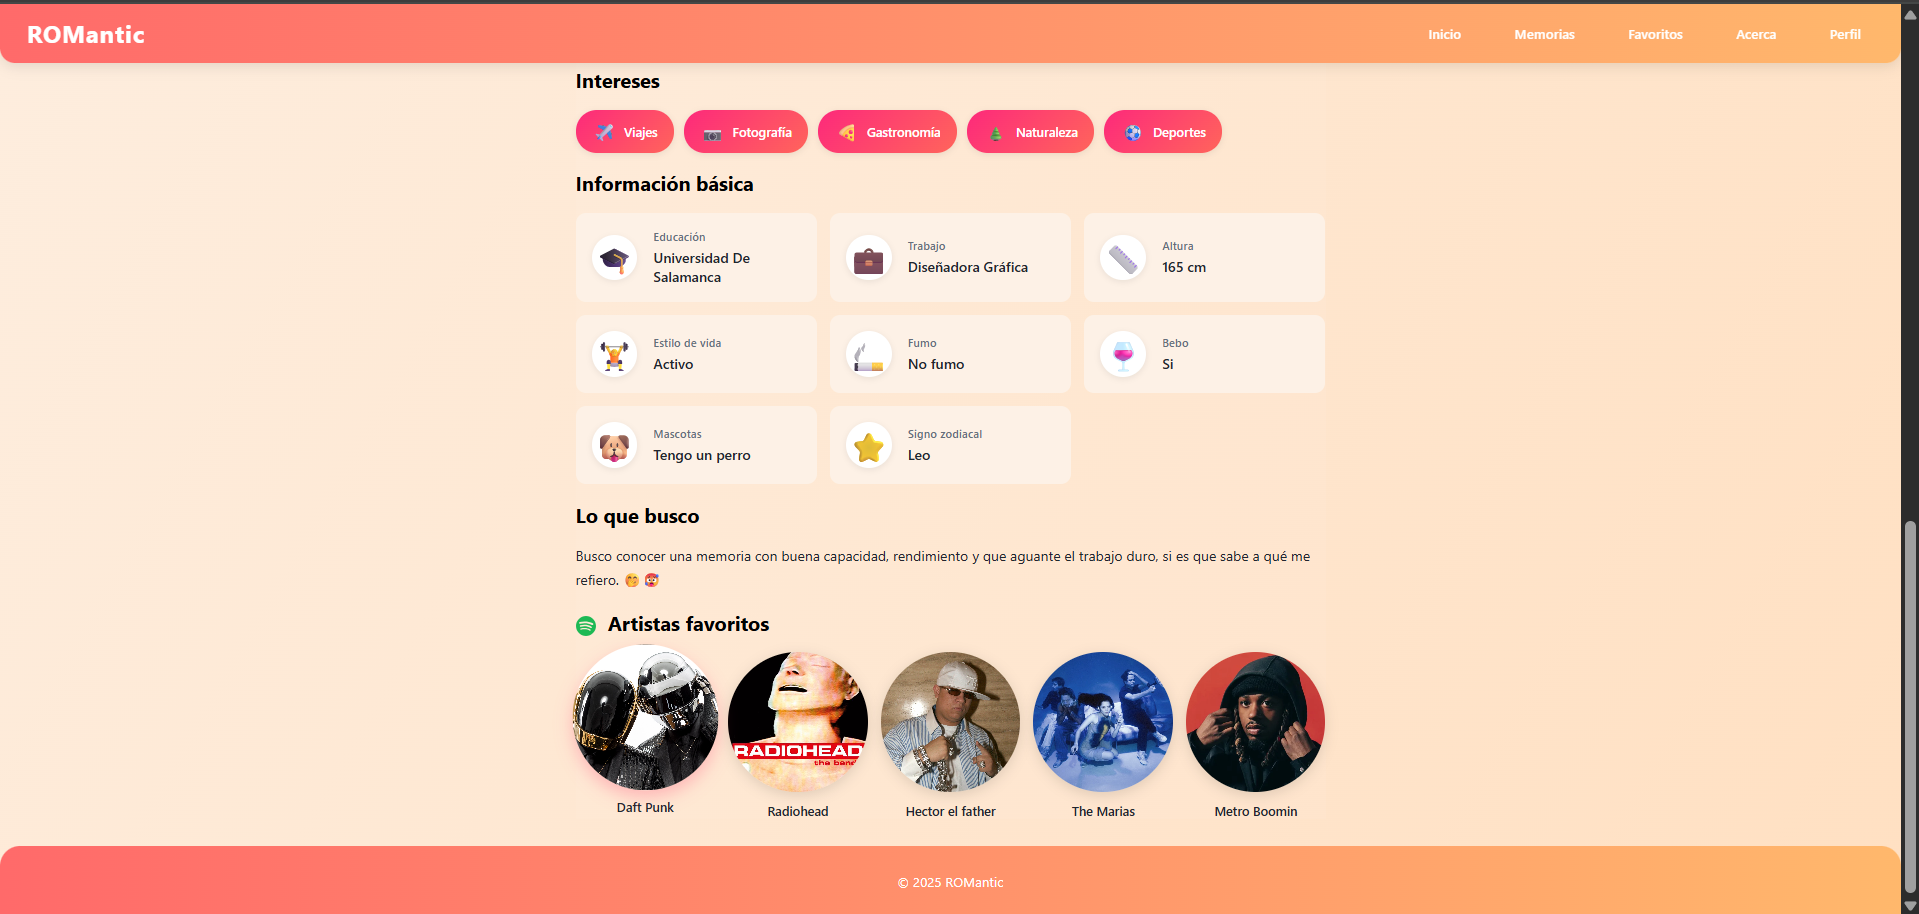 ROMantic
Inicio
Memorias
Favoritos
Acerca
Perfil
Intereses
Viajes
Fotografía
Gastronomía
Naturaleza
Deportes
Información básica
Educación
Universidad De
Salamanca
Trabajo
Diseñadora Gráfica
Altura
165 cm
Estilo de vida
Activo
Fumo
No fumo
Bebo
Si
Mascotas
Tengo un perro
Signo zodiacal
Leo
Lo que busco
Busco conocer una memoria con buena capacidad, rendimiento y que aguante el trabajo duro, si es que sabe a qué me
refiero. 🤭 🥵
Artistas favoritos
RADIOHEAD
the bend
Daft Punk
Radiohead
Hector el father
The Marias
Metro Boomin
© 2025 ROMantic